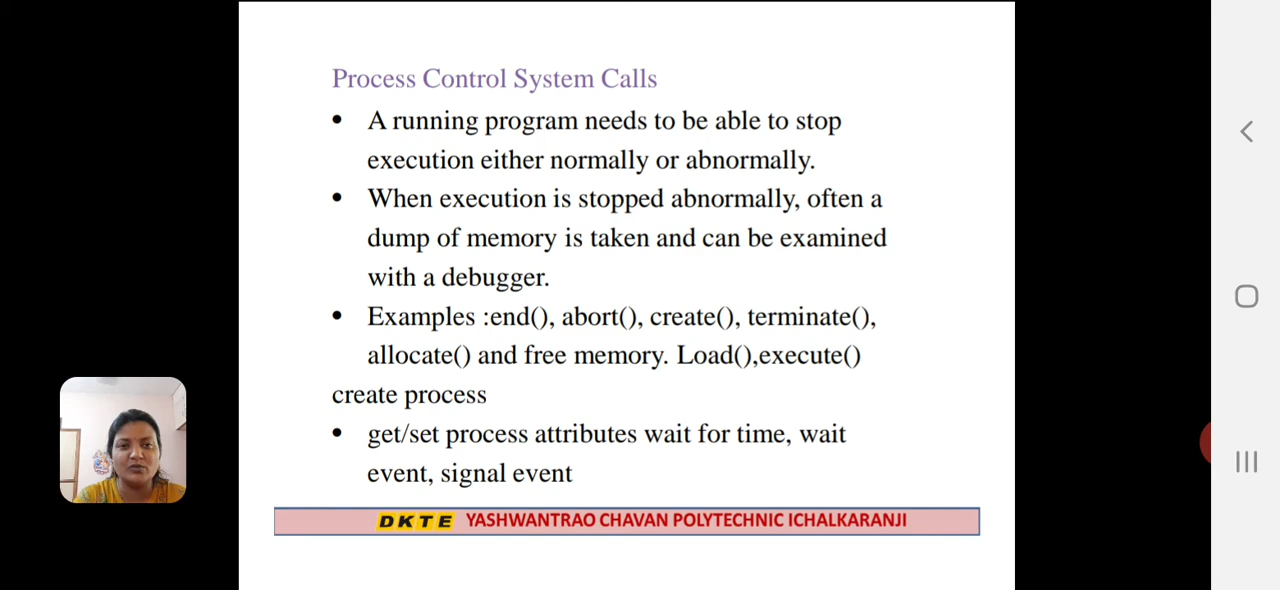 Process Control System Calls
• A running program needs to be able to stop
execution either normally or abnormally.
• When execution is stopped abnormally, often a
dump of memory is taken and can be examined
with a debugger.
• Examples :end(), abort(), create(), terminate(),
allocate() and free memory. Load(),execute()
create process
• get/set process attributes wait for time, wait
event, signal event
DKTE YASHWANTRAO CHAVAN POLYTECHNIC ICHALKARANJI